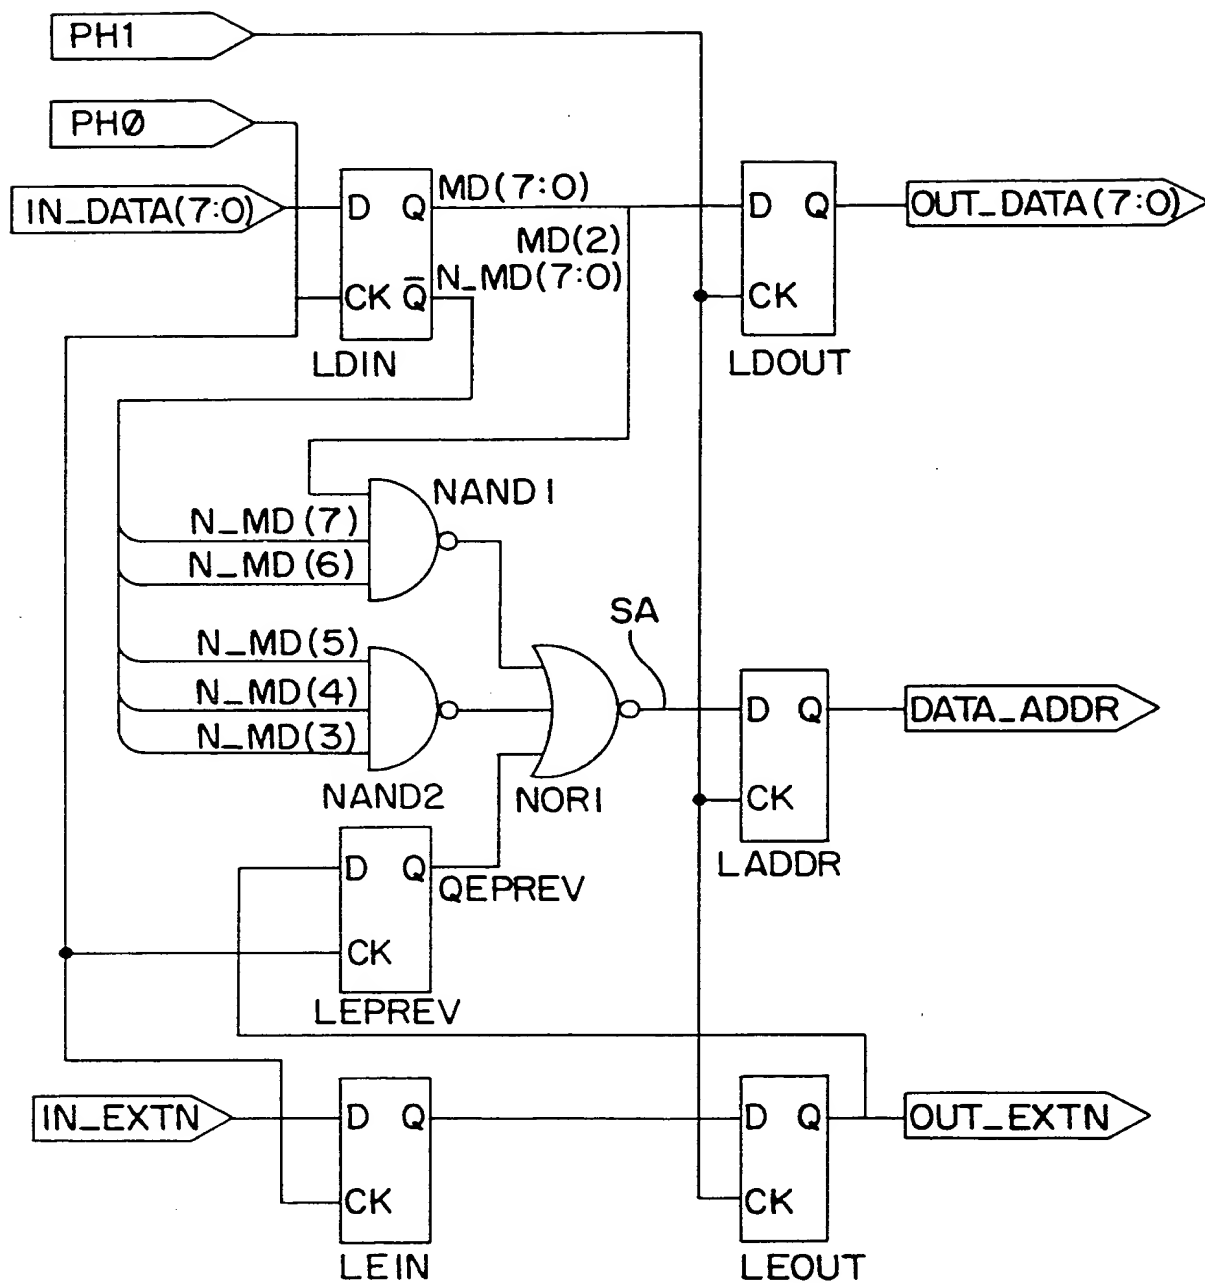 PH1
PHØ
IN_DATA(7:0)
D Q
MD(7:0)
D Q
OUT_DATA(7:0)
MD(2)
CK Q̅
N_MD(7:0)
CK
LDIN
LDOUT
NAND1
N_MD(7)
N_MD(6)
SA
N_MD(5)
N_MD(4)
N_MD(3)
D Q
DATA_ADDR
NAND2
NOR1
CK
LADDR
D Q
QEPREV
CK
LEPREV
IN_EXTN
D Q
D Q
OUT_EXTN
CK
CK
LEIN
LEOUT